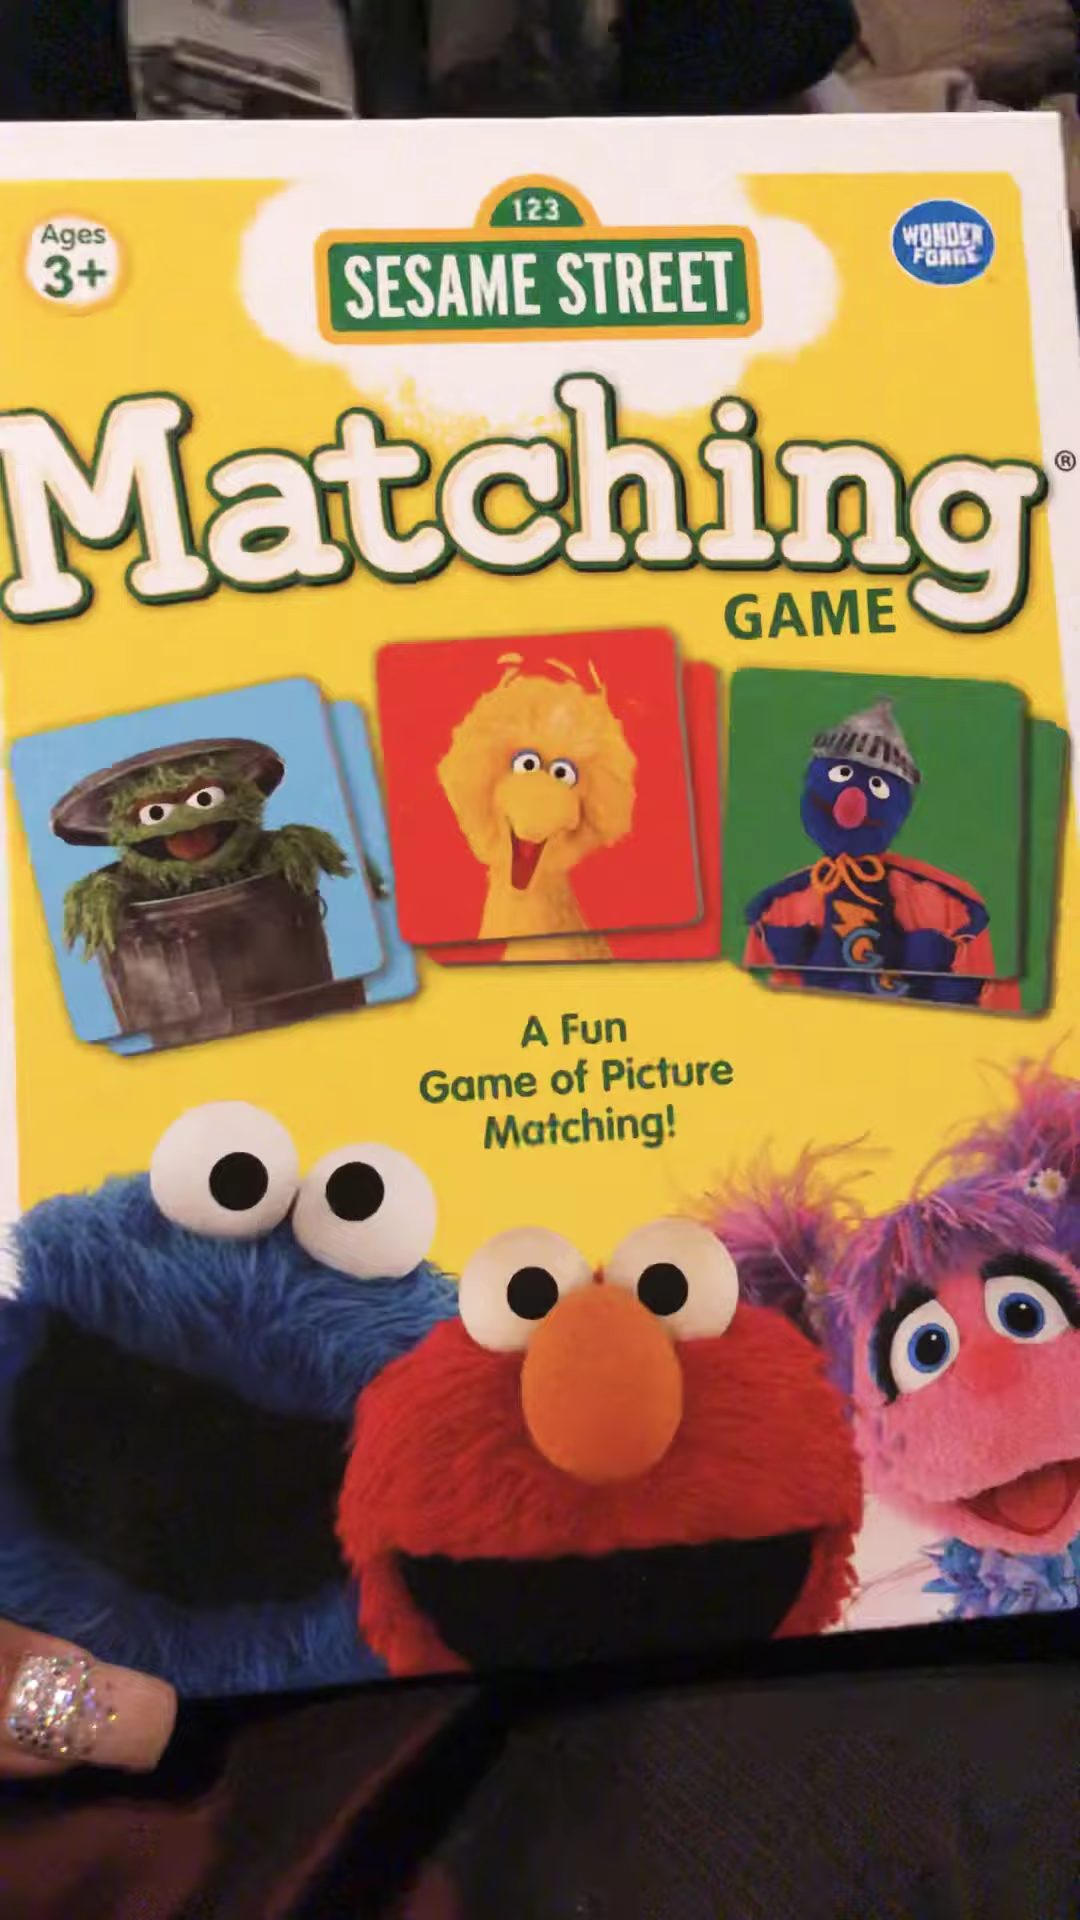 123
SESAME STREET
Ages
3+
WONDER
FORGE
Matching®
GAME
A Fun
Game of Picture
Matching!